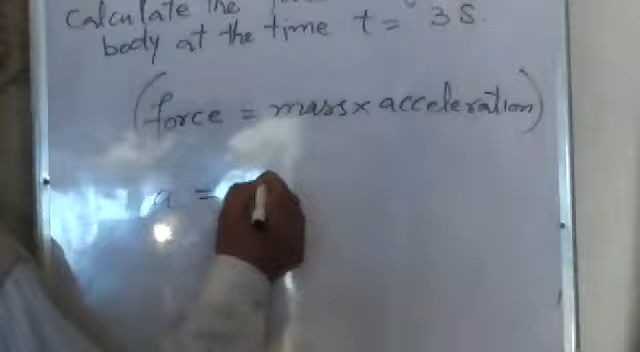 Calculate the
body at the time t = 3 S.
(force = mass x acceleration)
a =